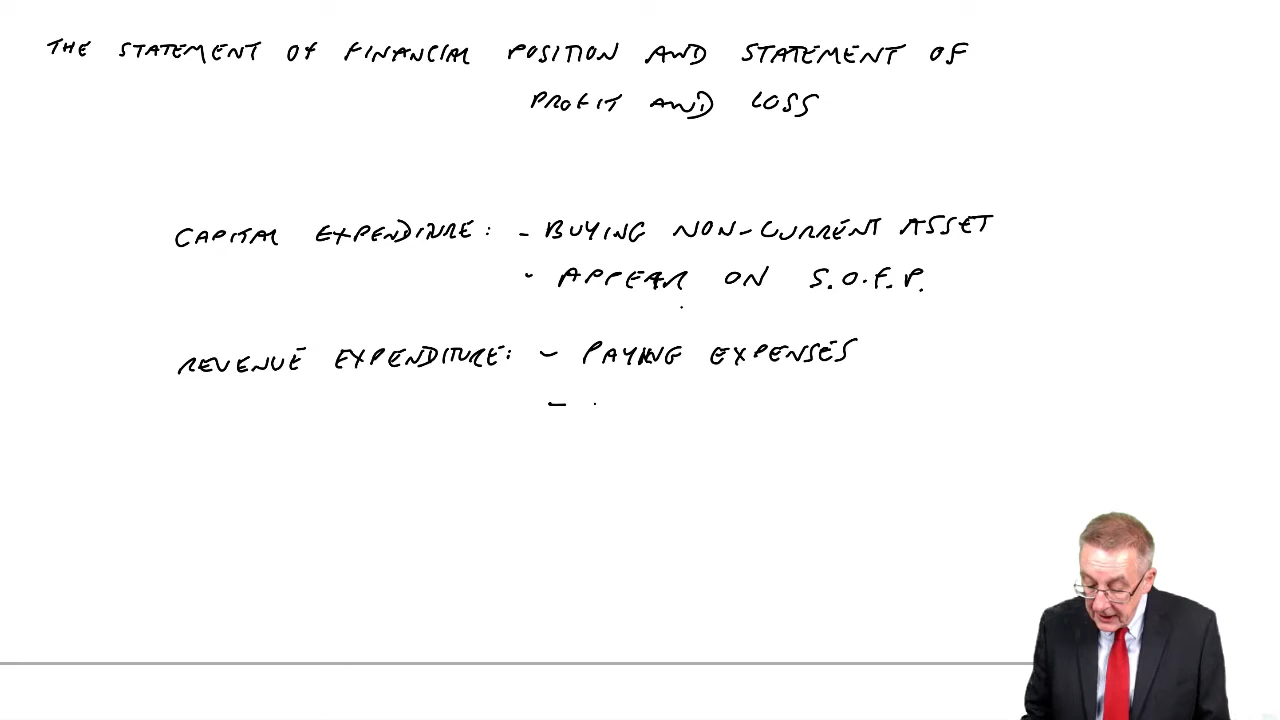 THE STATEMENT OF FINANCIAL POSITION AND STATEMENT OF
PROFIT AND LOSS
CAPITAL EXPENDITURE: - BUYING NON-CURRENT ASSET
- APPEAR ON S.O.F.P.
REVENUE EXPENDITURE: - PAYING EXPENSES
-